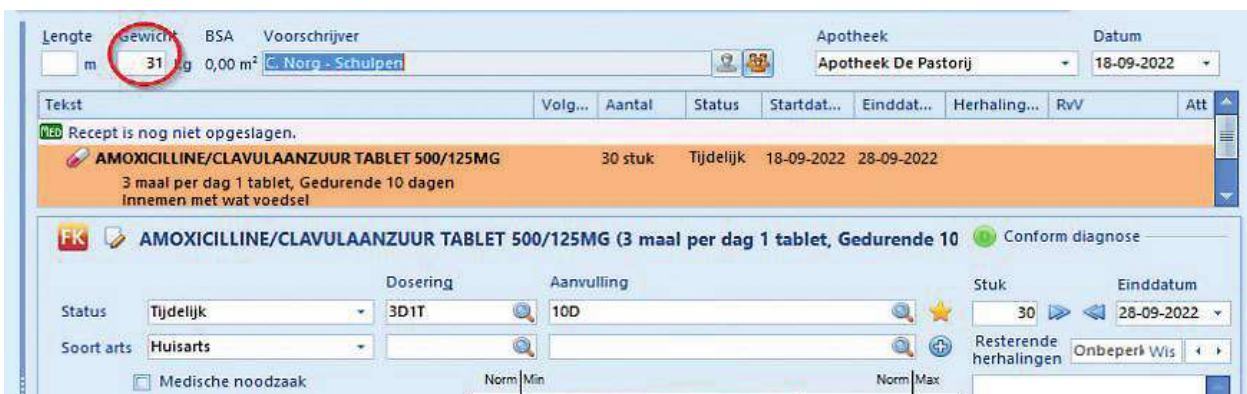 Lengte Gewicht BSA Voorschrijver Apotheek Datum
m 31 kg 0,00 m² C. Norg - Schulpen Apotheek De Pastorij 18-09-2022
Tekst Volg... Aantal Status Startdat... Einddat... Herhaling... RvV Att
MED Recept is nog niet opgeslagen.
AMOXICILLINE/CLAVULAANZUUR TABLET 500/125MG 30 stuk Tijdelijk 18-09-2022 28-09-2022
3 maal per dag 1 tablet, Gedurende 10 dagen
Innemen met wat voedsel
FK AMOXICILLINE/CLAVULAANZUUR TABLET 500/125MG (3 maal per dag 1 tablet, Gedurende 10 Conform diagnose
Dosering Aanvulling Stuk Einddatum
Status Tijdelijk 3D1T 10D 30 28-09-2022
Soort arts Huisarts Resterende herhalingen Onbeperk Wis
Medische noodzaak Norm Min Norm Max